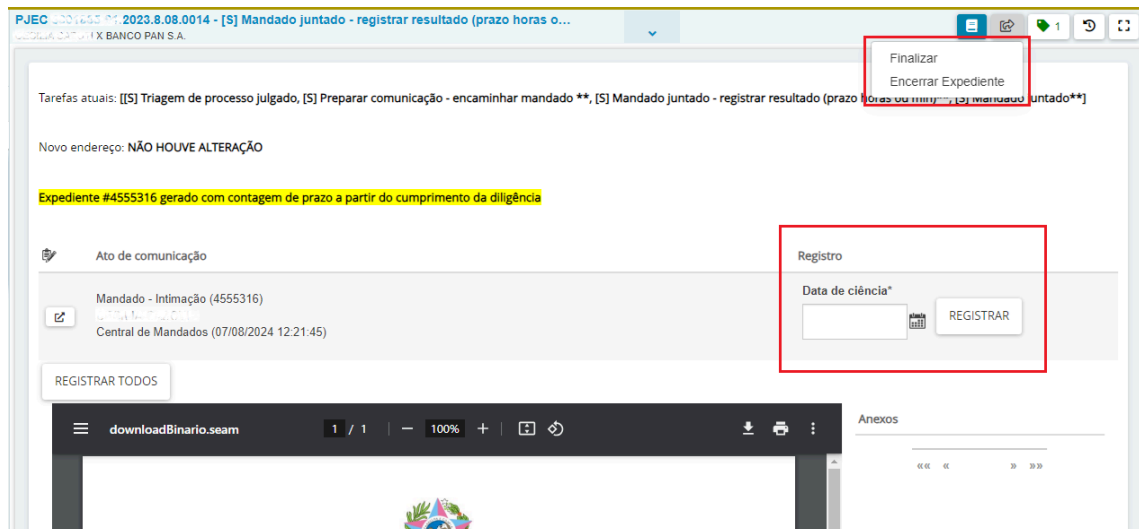 PJEC 2023.8.08.0014 - [S] Mandado juntado - registrar resultado (prazo horas o...
X BANCO PAN S.A.
1
Finalizar
Encerrar Expediente
Tarefas atuais: [[S] Triagem de processo julgado, [S] Preparar comunicação - encaminhar mandado **, [S] Mandado juntado - registrar resultado (prazo horas ou min)**, [S] Mandado juntado**]
Novo endereço: NÃO HOUVE ALTERAÇÃO
Expediente #4555316 gerado com contagem de prazo a partir do cumprimento da diligência
Ato de comunicação
Registro
Mandado - Intimação (4555316)
Central de Mandados (07/08/2024 12:21:45)
Data de ciência*
REGISTRAR
REGISTRAR TODOS
downloadBinario.seam 1 / 1 | − 100% + |
Anexos
«« « » »»